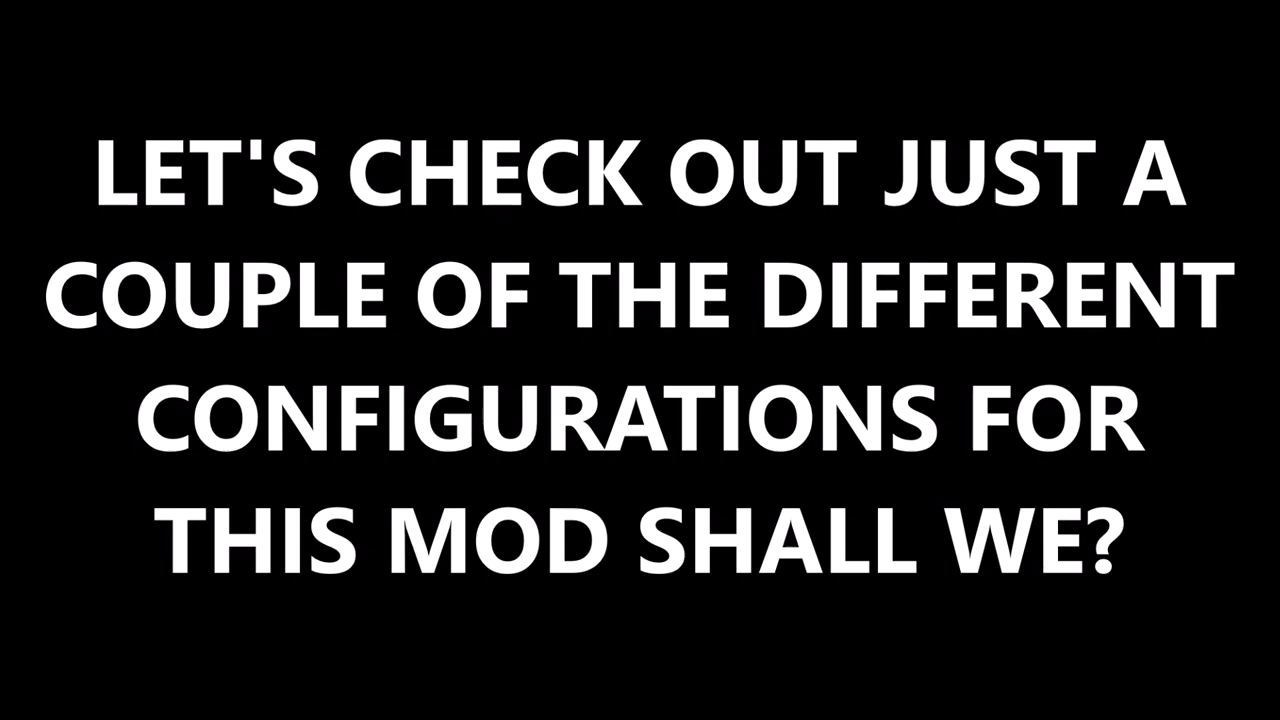 LET'S CHECK OUT JUST A
COUPLE OF THE DIFFERENT
CONFIGURATIONS FOR
THIS MOD SHALL WE?